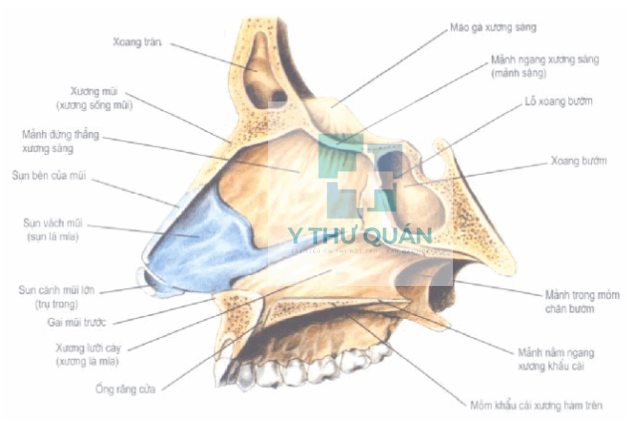 Mào gà xương sàng
Xoang trán
Mảnh ngang xương sàng
(mảnh sàng)
Xương mũi
(xương sống mũi)
Lỗ xoang bướm
Mảnh đứng thẳng
xương sàng
Xoang bướm
Sụn bên của mũi
Sụn vách mũi
(sụn lá mía)
Y THƯ QUÁN
Sụn cánh mũi lớn
(trụ trong)
Mảnh trong mỏm
chân bướm
Gai mũi trước
Xương lưỡi cày
(xương lá mía)
Mảnh nằm ngang
xương khẩu cái
Ống răng cửa
Mỏm khẩu cái xương hàm trên